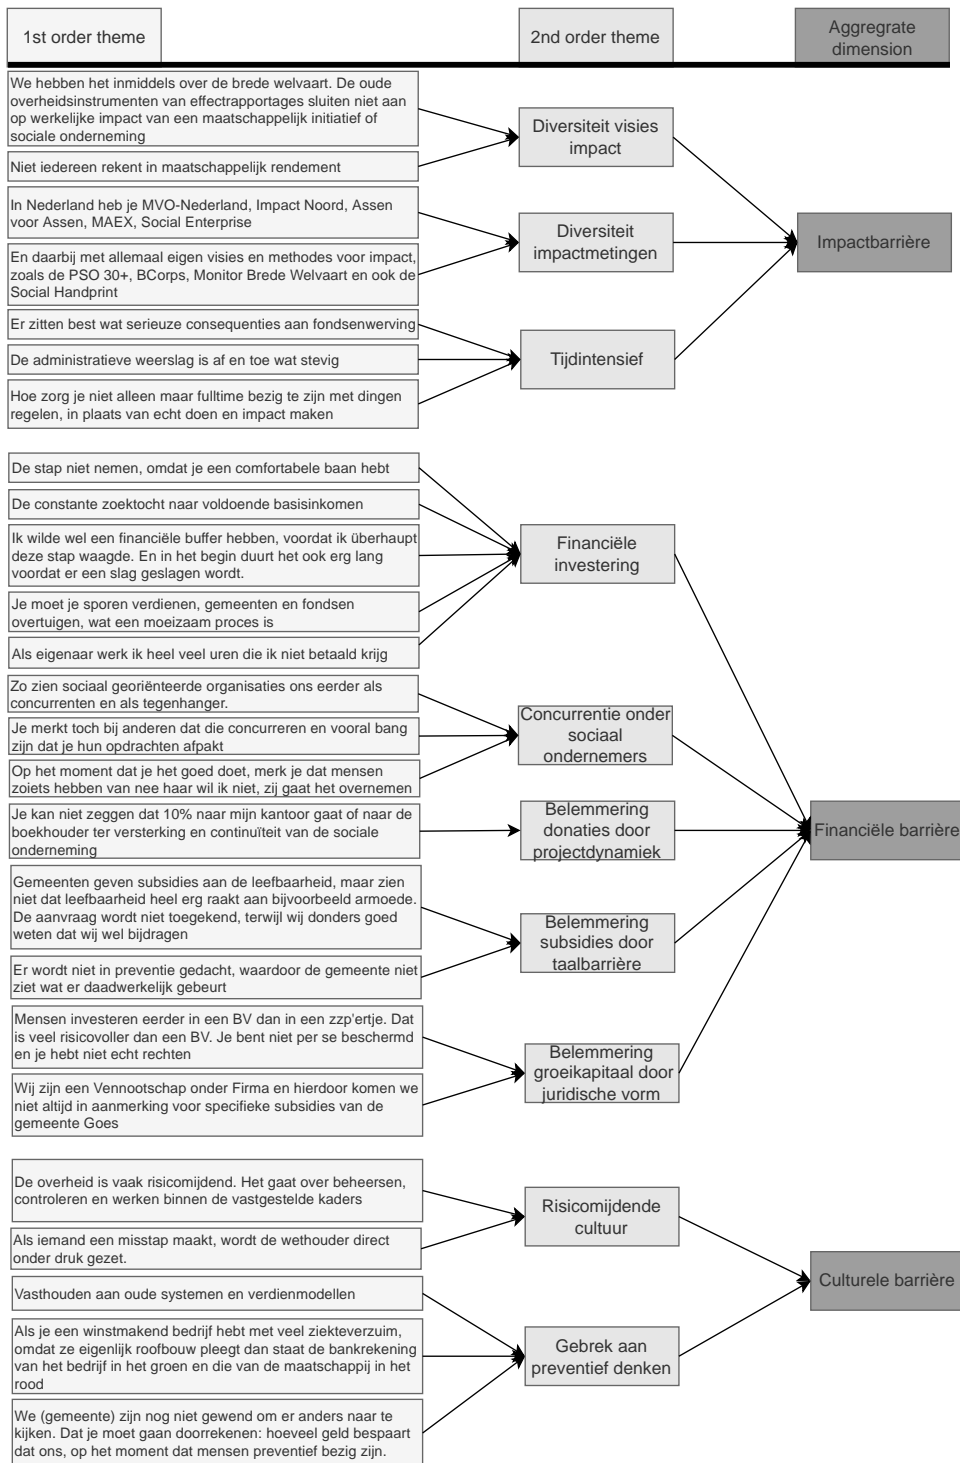 1st order theme
2nd order theme
Aggregrate
dimension
We hebben het inmiddels over de brede welvaart. De oude
overheidsinstrumenten van effectrapportages sluiten niet aan
op werkelijke impact van een maatschappelijk initiatief of
sociale onderneming
Niet iedereen rekent in maatschappelijk rendement
Diversiteit visies
impact
In Nederland heb je MVO-Nederland, Impact Noord, Assen
voor Assen, MAEX, Social Enterprise
En daarbij met allemaal eigen visies en methodes voor impact,
zoals de PSO 30+, BCorps, Monitor Brede Welvaart en ook de
Social Handprint
Diversiteit
impactmetingen
Impactbarrière
Er zitten best wat serieuze consequenties aan fondsenwerving
De administratieve weerslag is af en toe wat stevig
Hoe zorg je niet alleen maar fulltime bezig te zijn met dingen
regelen, in plaats van echt doen en impact maken
Tijdintensief
De stap niet nemen, omdat je een comfortabele baan hebt
De constante zoektocht naar voldoende basisinkomen
Ik wilde wel een financiële buffer hebben, voordat ik überhaupt
deze stap waagde. En in het begin duurt het ook erg lang
voordat er een slag geslagen wordt.
Je moet je sporen verdienen, gemeenten en fondsen
overtuigen, wat een moeizaam proces is
Als eigenaar werk ik heel veel uren die ik niet betaald krijg
Financiële
investering
Zo zien sociaal georiënteerde organisaties ons eerder als
concurrenten en als tegenhanger.
Je merkt toch bij anderen dat die concurreren en vooral bang
zijn dat je hun opdrachten afpakt
Op het moment dat je het goed doet, merk je dat mensen
zoiets hebben van nee haar wil ik niet, zij gaat het overnemen
Concurrentie onder
sociaal
ondernemers
Je kan niet zeggen dat 10% naar mijn kantoor gaat of naar de
boekhouder ter versterking en continuïteit van de sociale
onderneming
Belemmering
donaties door
projectdynamiek
Financiële barrière
Gemeenten geven subsidies aan de leefbaarheid, maar zien
niet dat leefbaarheid heel erg raakt aan bijvoorbeeld armoede.
De aanvraag wordt niet toegekend, terwijl wij donders goed
weten dat wij wel bijdragen
Er wordt niet in preventie gedacht, waardoor de gemeente niet
ziet wat er daadwerkelijk gebeurt
Belemmering
subsidies door
taalbarrière
Mensen investeren eerder in een BV dan in een zzp'ertje. Dat
is veel risicovoller dan een BV. Je bent niet per se beschermd
en je hebt niet echt rechten
Wij zijn een Vennootschap onder Firma en hierdoor komen we
niet altijd in aanmerking voor specifieke subsidies van de
gemeente Goes
Belemmering
groeikapitaal door
juridische vorm
De overheid is vaak risicomijdend. Het gaat over beheersen,
controleren en werken binnen de vastgestelde kaders
Als iemand een misstap maakt, wordt de wethouder direct
onder druk gezet.
Risicomijdende
cultuur
Culturele barrière
Vasthouden aan oude systemen en verdienmodellen
Als je een winstmakend bedrijf hebt met veel ziekteverzuim,
omdat ze eigenlijk roofbouw pleegt dan staat de bankrekening
van het bedrijf in het groen en die van de maatschappij in het
rood
We (gemeente) zijn nog niet gewend om er anders naar te
kijken. Dat je moet gaan doorrekenen: hoeveel geld bespaart
dat ons, op het moment dat mensen preventief bezig zijn.
Gebrek aan
preventief denken